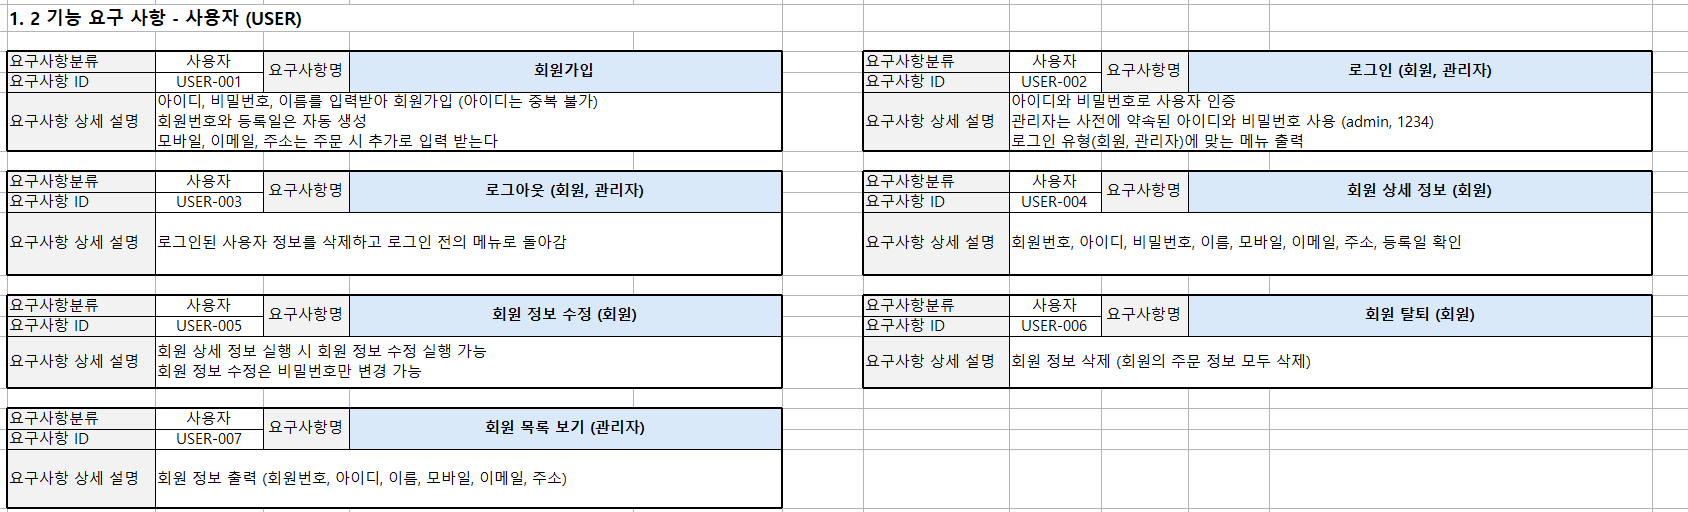 1. 2 기능 요구 사항 - 사용자 (USER)
요구사항분류 사용자 요구사항명 회원가입
요구사항 ID USER-001
요구사항 상세 설명
아이디, 비밀번호, 이름를 입력받아 회원가입 (아이디는 중복 불가)
회원번호와 등록일은 자동 생성
모바일, 이메일, 주소는 주문 시 추가로 입력 받는다
요구사항분류 사용자 요구사항명 로그인 (회원, 관리자)
요구사항 ID USER-002
요구사항 상세 설명
아이디와 비밀번호로 사용자 인증
관리자는 사전에 약속된 아이디와 비밀번호 사용 (admin, 1234)
로그인 유형(회원, 관리자)에 맞는 메뉴 출력
요구사항분류 사용자 요구사항명 로그아웃 (회원, 관리자)
요구사항 ID USER-003
요구사항 상세 설명 로그인된 사용자 정보를 삭제하고 로그인 전의 메뉴로 돌아감
요구사항분류 사용자 요구사항명 회원 상세 정보 (회원)
요구사항 ID USER-004
요구사항 상세 설명 회원번호, 아이디, 비밀번호, 이름, 모바일, 이메일, 주소, 등록일 확인
요구사항분류 사용자 요구사항명 회원 정보 수정 (회원)
요구사항 ID USER-005
요구사항 상세 설명
회원 상세 정보 실행 시 회원 정보 수정 실행 가능
회원 정보 수정은 비밀번호만 변경 가능
요구사항분류 사용자 요구사항명 회원 탈퇴 (회원)
요구사항 ID USER-006
요구사항 상세 설명 회원 정보 삭제 (회원의 주문 정보 모두 삭제)
요구사항분류 사용자 요구사항명 회원 목록 보기 (관리자)
요구사항 ID USER-007
요구사항 상세 설명 회원 정보 출력 (회원번호, 아이디, 이름, 모바일, 이메일, 주소)